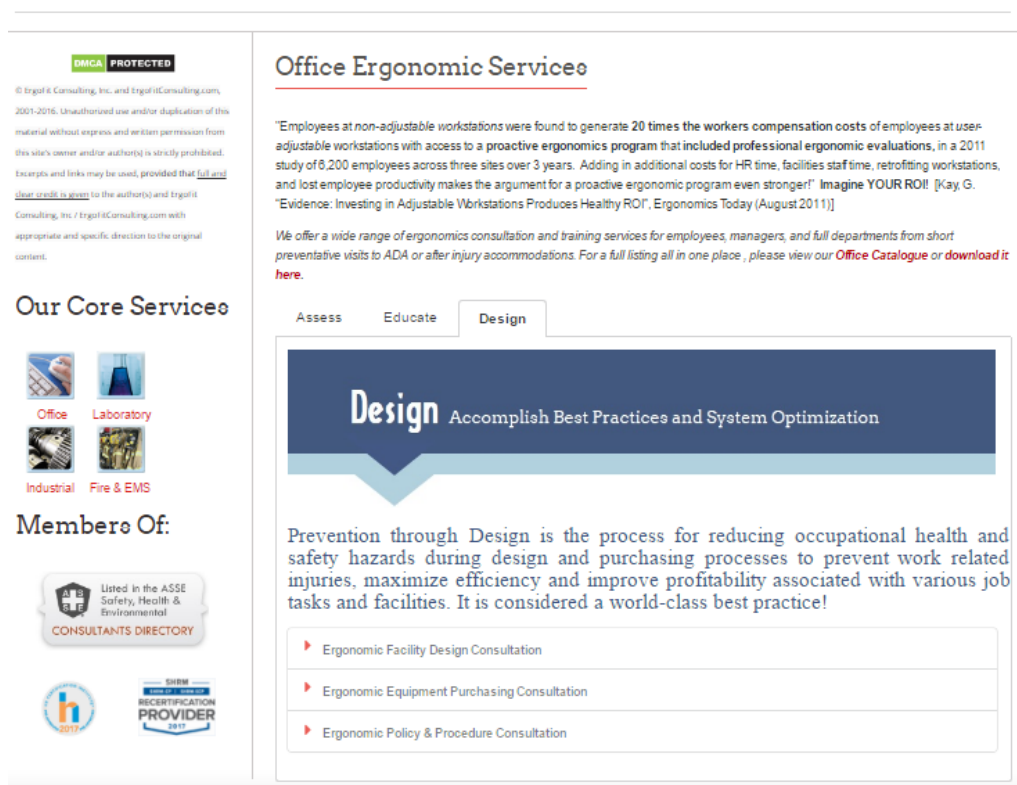 DMCA PROTECTED
© ErgoFit Consulting, Inc. and ErgoFitConsulting.com,
2001-2016. Unauthorized use and/or duplication of this
material without express and written permission from
this site's owner and/or author(s) is strictly prohibited.
Excerpts and links may be used, provided that full and
clear credit is given to the author(s) and ErgoFit
Consulting, Inc / ErgoFitConsulting.com with
appropriate and specific direction to the original
content.
Our Core Services
Office Laboratory
Industrial Fire & EMS
Members Of:
ASSE
Listed in the ASSE
Safety, Health &
Environmental
CONSULTANTS DIRECTORY
h
2017
SHRM
SHRM-CP | SHRM-SCP
RECERTIFICATION
PROVIDER
2017
Office Ergonomic Services
"Employees at non-adjustable workstations were found to generate 20 times the workers compensation costs of employees at user-
adjustable workstations with access to a proactive ergonomics program that included professional ergonomic evaluations, in a 2011
study of 6,200 employees across three sites over 3 years. Adding in additional costs for HR time, facilities staff time, retrofitting workstations,
and lost employee productivity makes the argument for a proactive ergonomic program even stronger!" Imagine YOUR ROI! [Kay, G.
"Evidence: Investing in Adjustable Workstations Produces Healthy ROI", Ergonomics Today (August 2011)]
We offer a wide range of ergonomics consultation and training services for employees, managers, and full departments from short
preventative visits to ADA or after injury accommodations. For a full listing all in one place , please view our Office Catalogue or download it
here.
Assess Educate Design
Design Accomplish Best Practices and System Optimization
Prevention through Design is the process for reducing occupational health and
safety hazards during design and purchasing processes to prevent work related
injuries, maximize efficiency and improve profitability associated with various job
tasks and facilities. It is considered a world-class best practice!
Ergonomic Facility Design Consultation
Ergonomic Equipment Purchasing Consultation
Ergonomic Policy & Procedure Consultation